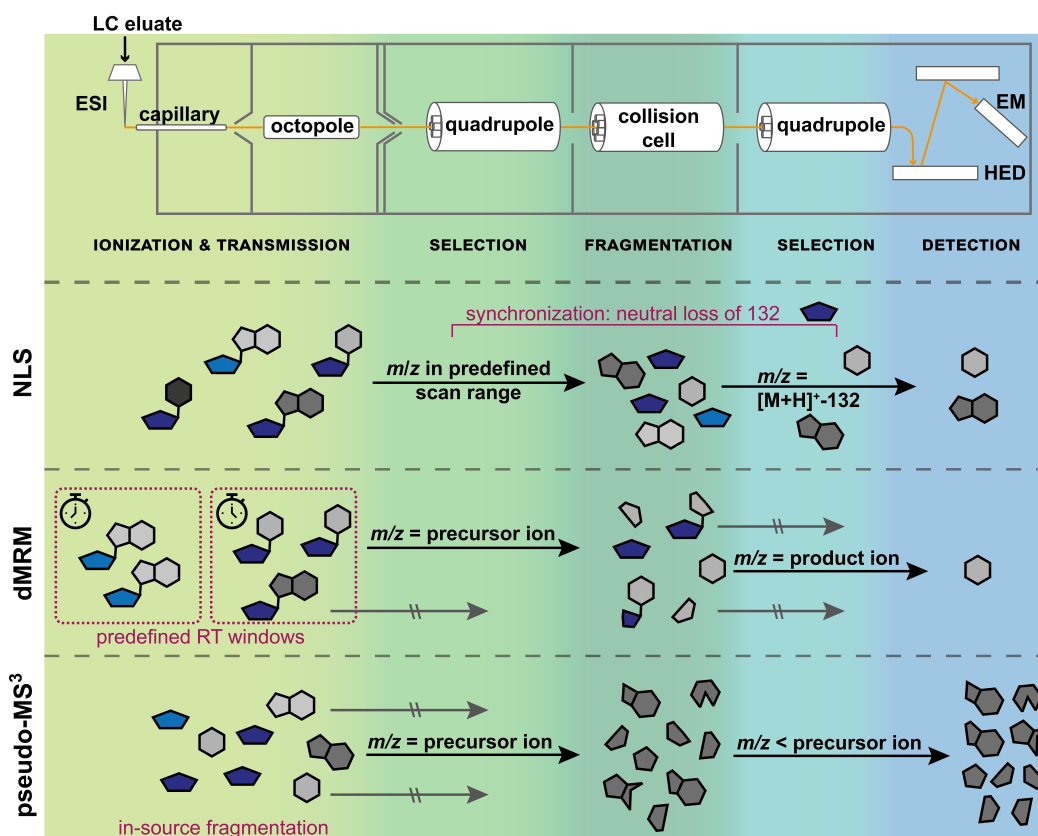 LC eluate
ESI
capillary
octopole
quadrupole
collision
cell
quadrupole
EM
HED
IONIZATION & TRANSMISSION
SELECTION
FRAGMENTATION
SELECTION
DETECTION
NLS
synchronization: neutral loss of 132
m/z in predefined
scan range
m/z =
[M+H]⁺-132
dMRM
m/z = precursor ion
m/z = product ion
predefined RT windows
pseudo-MS³
m/z = precursor ion
m/z < precursor ion
in-source fragmentation